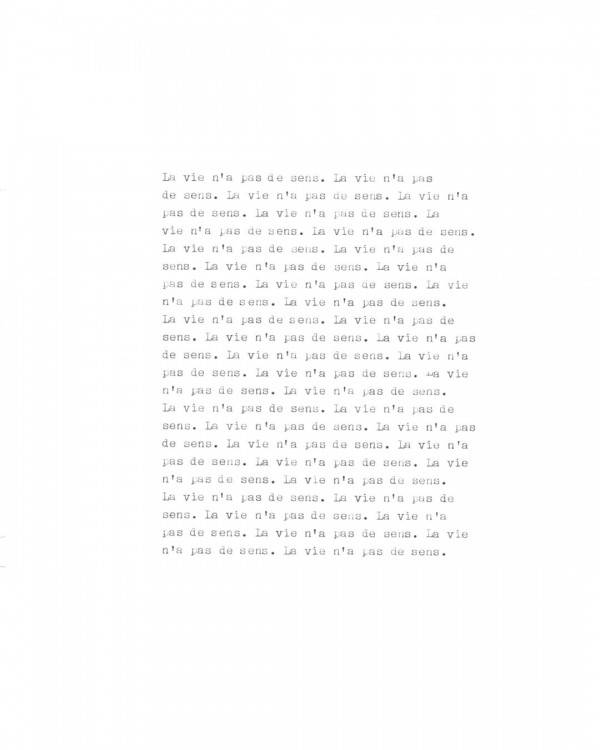 La vie n'a pas de sens. La vie n'a pas
de sens. La vie n'a pas de sens. La vie n'a
pas de sens. La vie n'a pas de sens. La
vie n'a pas de sens. La vie n'a pas de sens.
La vie n'a pas de sens. La vie n'a pas de
sens. La vie n'a pas de sens. La vie n'a
pas de sens. La vie n'a pas de sens. La vie
n'a pas de sens. La vie n'a pas de sens.
La vie n'a pas de sens. La vie n'a pas de
sens. La vie n'a pas de sens. La vie n'a pas
de sens. La vie n'a pas de sens. La vie n'a
pas de sens. La vie n'a pas de sens. La vie
n'a pas de sens. La vie n'a pas de sens.
La vie n'a pas de sens. La vie n'a pas de
sens. La vie n'a pas de sens. La vie n'a pas
de sens. La vie n'a pas de sens. La vie n'a
pas de sens. La vie n'a pas de sens. La vie
n'a pas de sens. La vie n'a pas de sens.
La vie n'a pas de sens. La vie n'a pas de
sens. La vie n'a pas de sens. La vie n'a
pas de sens. La vie n'a pas de sens. La vie
n'a pas de sens. La vie n'a pas de sens.